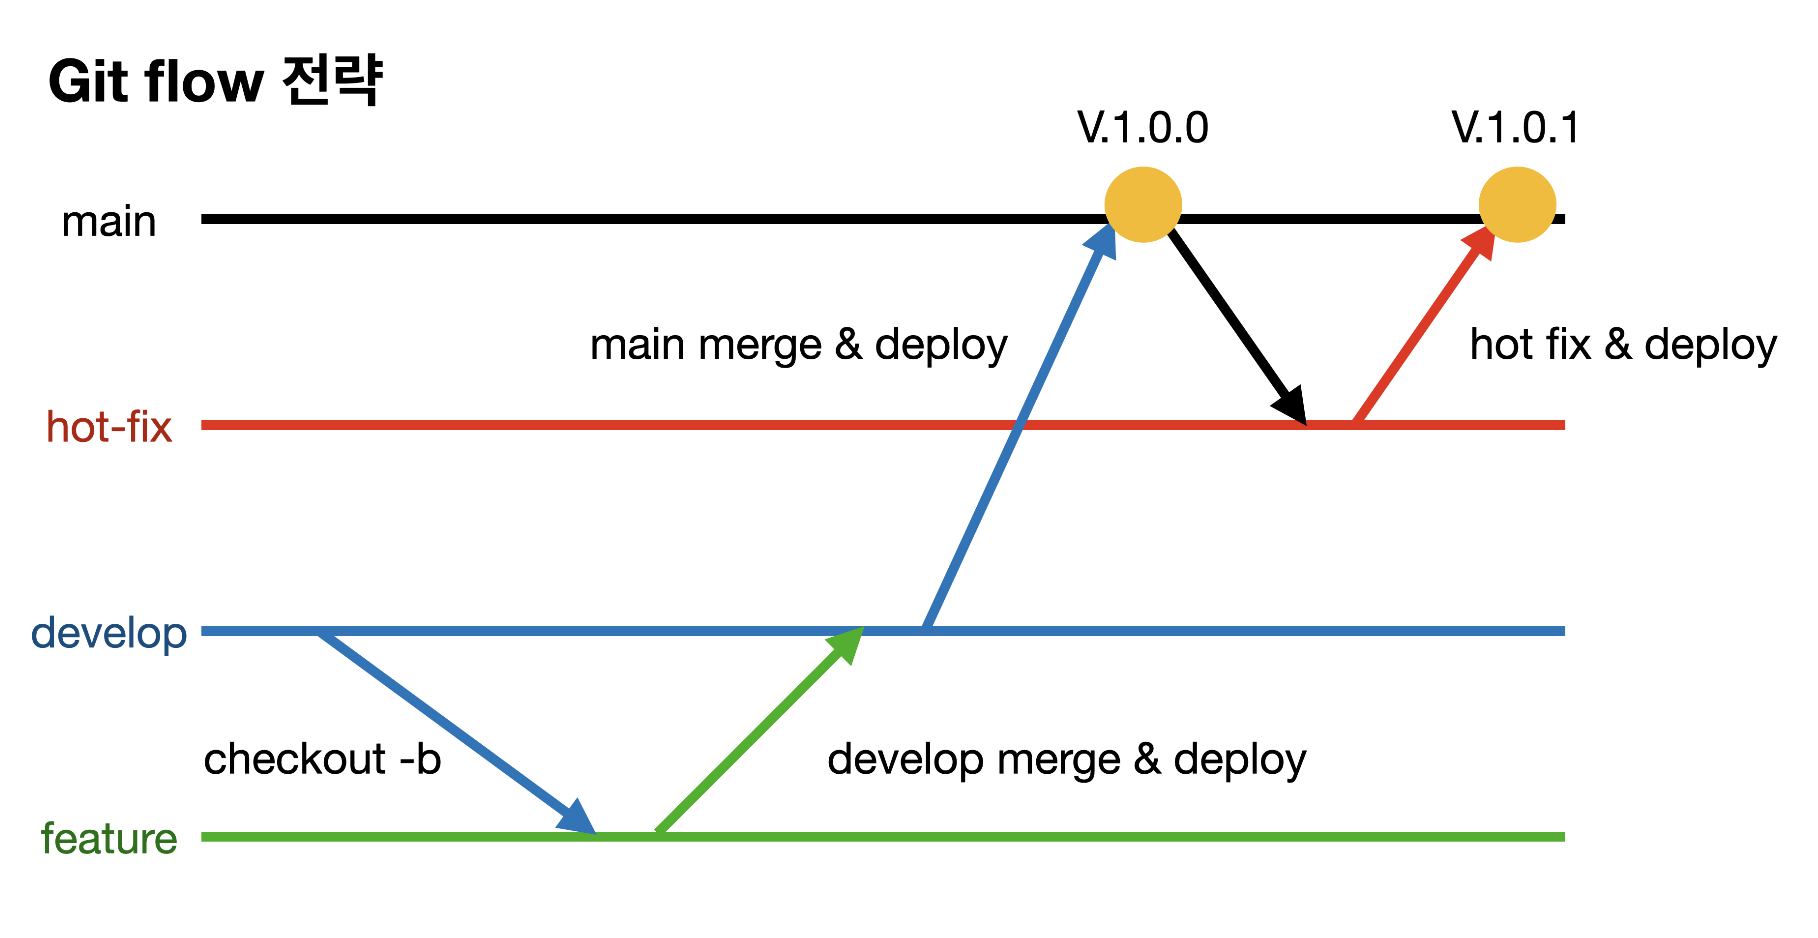 Git flow 전략
V.1.0.0
V.1.0.1
main
main merge & deploy
hot fix & deploy
hot-fix
develop
checkout -b
develop merge & deploy
feature